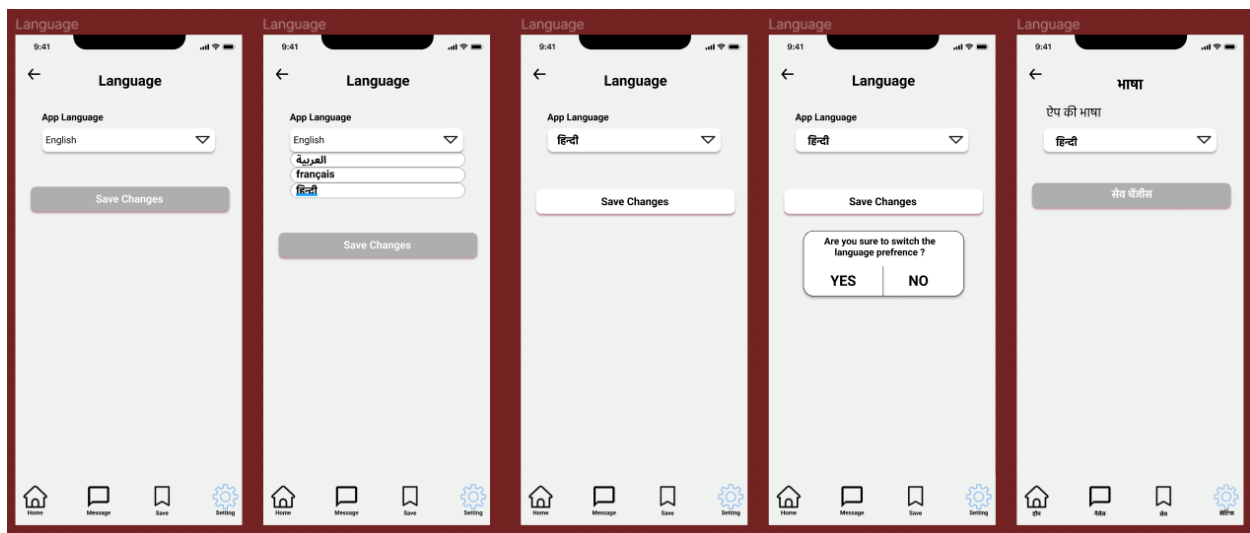 Language
9:41
Language
App Language
English
Save Changes
Home Message Save Setting
Language
9:41
Language
App Language
English
العربية
français
हिन्दी
Save Changes
Home Message Save Setting
Language
9:41
Language
App Language
हिन्दी
Save Changes
Home Message Save Setting
Language
9:41
Language
App Language
हिन्दी
Save Changes
Are you sure to switch the
language prefrence ?
YES NO
Home Message Save Setting
Language
9:41
भाषा
ऐप की भाषा
हिन्दी
सेव चेंजीस
होम सेव